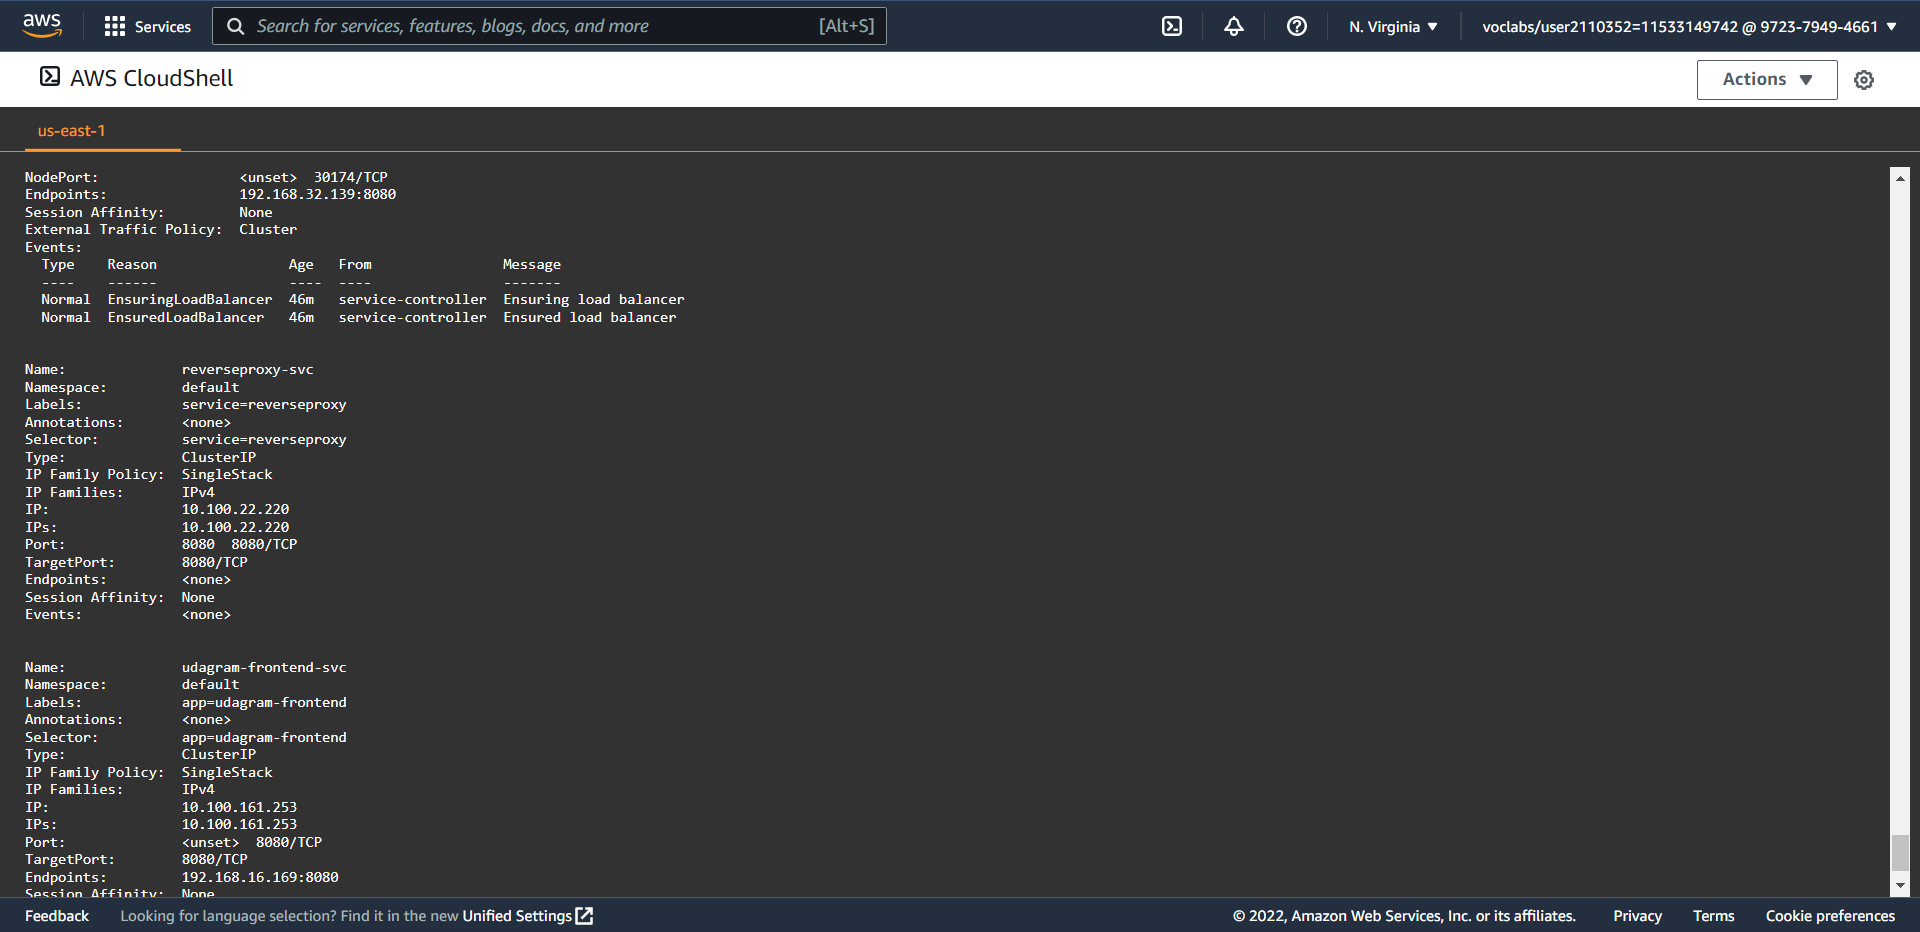 aws
Services
Search for services, features, blogs, docs, and more [Alt+S]
N. Virginia
voclabs/user2110352=11533149742 @ 9723-7949-4661
AWS CloudShell
Actions
us-east-1
NodePort: <unset> 30174/TCP
Endpoints: 192.168.32.139:8080
Session Affinity: None
External Traffic Policy: Cluster
Events:
Type Reason Age From Message
---- ------ ---- ---- -------
Normal EnsuringLoadBalancer 46m service-controller Ensuring load balancer
Normal EnsuredLoadBalancer 46m service-controller Ensured load balancer
Name: reverseproxy-svc
Namespace: default
Labels: service=reverseproxy
Annotations: <none>
Selector: service=reverseproxy
Type: ClusterIP
IP Family Policy: SingleStack
IP Families: IPv4
IP: 10.100.22.220
IPs: 10.100.22.220
Port: 8080 8080/TCP
TargetPort: 8080/TCP
Endpoints: <none>
Session Affinity: None
Events: <none>
Name: udagram-frontend-svc
Namespace: default
Labels: app=udagram-frontend
Annotations: <none>
Selector: app=udagram-frontend
Type: ClusterIP
IP Family Policy: SingleStack
IP Families: IPv4
IP: 10.100.161.253
IPs: 10.100.161.253
Port: <unset> 8080/TCP
TargetPort: 8080/TCP
Endpoints: 192.168.16.169:8080
Session Affinity: None
Feedback
Looking for language selection? Find it in the new Unified Settings
© 2022, Amazon Web Services, Inc. or its affiliates.
Privacy
Terms
Cookie preferences